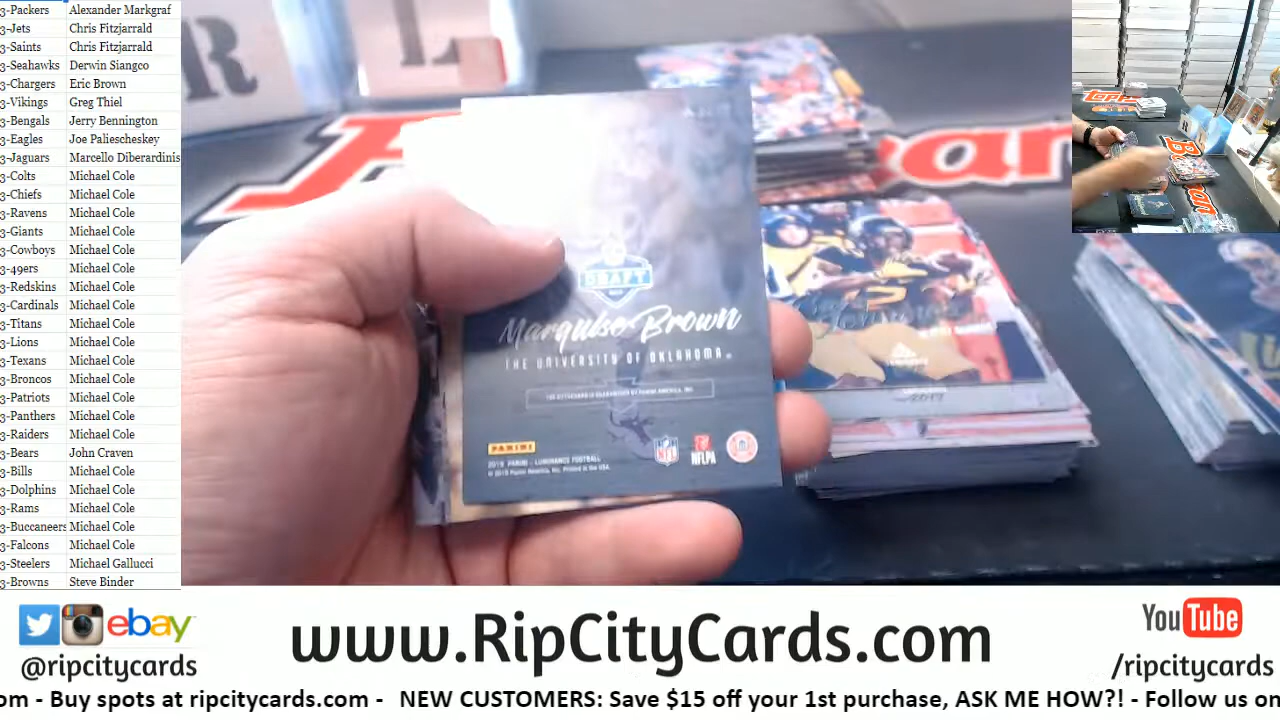 3-Packers Alexander Markgraf
3-Jets Chris Fitzjarrald
3-Saints Chris Fitzjarrald
3-Seahawks Derwin Siangco
3-Chargers Eric Brown
3-Vikings Greg Thiel
3-Bengals Jerry Bennington
3-Eagles Joe Paliescheskey
3-Jaguars Marcello Diberardinis
3-Colts Michael Cole
3-Chiefs Michael Cole
3-Ravens Michael Cole
3-Giants Michael Cole
3-Cowboys Michael Cole
3-49ers Michael Cole
3-Redskins Michael Cole
3-Cardinals Michael Cole
3-Titans Michael Cole
3-Lions Michael Cole
3-Texans Michael Cole
3-Broncos Michael Cole
3-Patriots Michael Cole
3-Panthers Michael Cole
3-Raiders Michael Cole
3-Bears John Craven
3-Bills Michael Cole
3-Dolphins Michael Cole
3-Rams Michael Cole
3-Buccaneers Michael Cole
3-Falcons Michael Cole
3-Steelers Michael Gallucci
3-Browns Steve Binder
R L
DRAFT
Marquise Brown
THE UNIVERSITY OF OKLAHOMA
PANINI
NFL
NFLPA
Topps
ebay
@ripcitycards
www.RipCityCards.com
YouTube
/ripcitycards
om - Buy spots at ripcitycards.com - NEW CUSTOMERS: Save $15 off your 1st purchase, ASK ME HOW?! - Follow us on